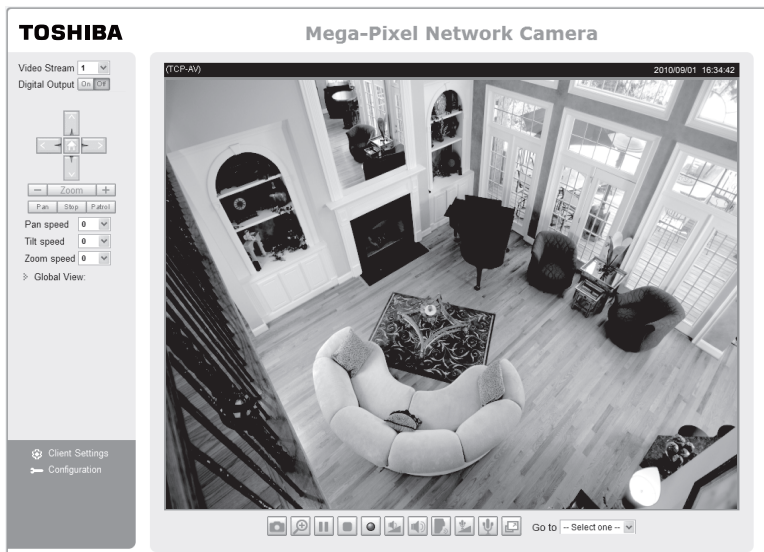 TOSHIBA
Mega-Pixel Network Camera
Video Stream 1
Digital Output On Off
(TCP-AV)
2010/09/01 16:34:42
− Zoom +
Pan Stop Patrol
Pan speed 0
Tilt speed 0
Zoom speed 0
Global View:
Client Settings
Configuration
Go to -- Select one --